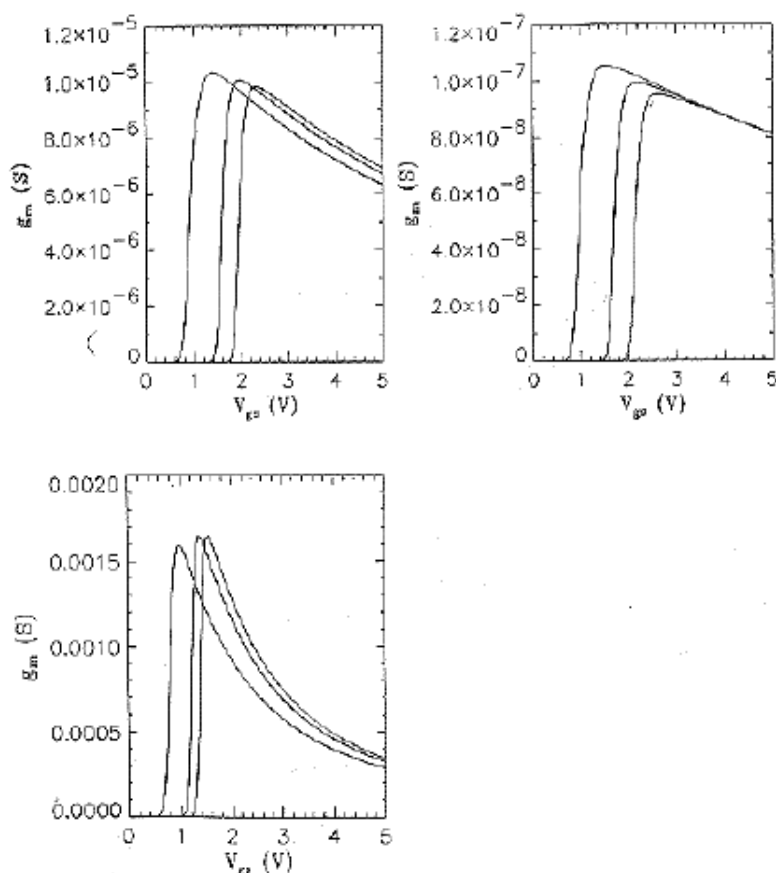 1.2×10⁻⁵
1.0×10⁻⁵
8.0×10⁻⁶
6.0×10⁻⁶
4.0×10⁻⁶
2.0×10⁻⁶
0
gₘ (S)
0 1 2 3 4 5
V_gs (V)
1.2×10⁻⁷
1.0×10⁻⁷
8.0×10⁻⁸
6.0×10⁻⁸
4.0×10⁻⁸
2.0×10⁻⁸
0
gₘ (S)
0 1 2 3 4 5
V_gs (V)
0.0020
0.0015
0.0010
0.0005
0.0000
gₘ (S)
0 1 2 3 4 5
V_gs (V)